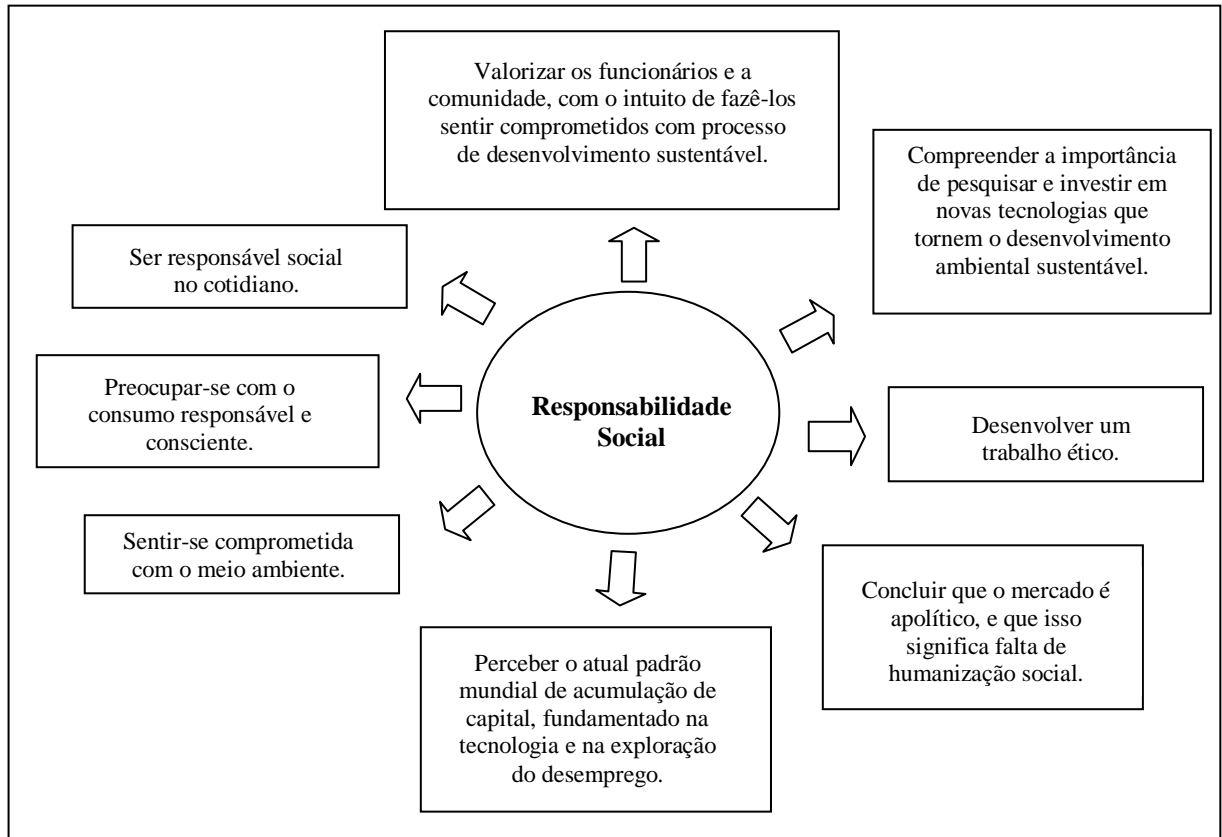 Valorizar os funcionários e a
comunidade, com o intuito de fazê-los
sentir comprometidos com processo
de desenvolvimento sustentável.
Compreender a importância
de pesquisar e investir em
novas tecnologias que
tornem o desenvolvimento
ambiental sustentável.
Ser responsável social
no cotidiano.
Preocupar-se com o
consumo responsável e
consciente.
Responsabilidade
Social
Desenvolver um
trabalho ético.
Sentir-se comprometida
com o meio ambiente.
Concluir que o mercado é
apolítico, e que isso
significa falta de
humanização social.
Perceber o atual padrão
mundial de acumulação de
capital, fundamentado na
tecnologia e na exploração
do desemprego.